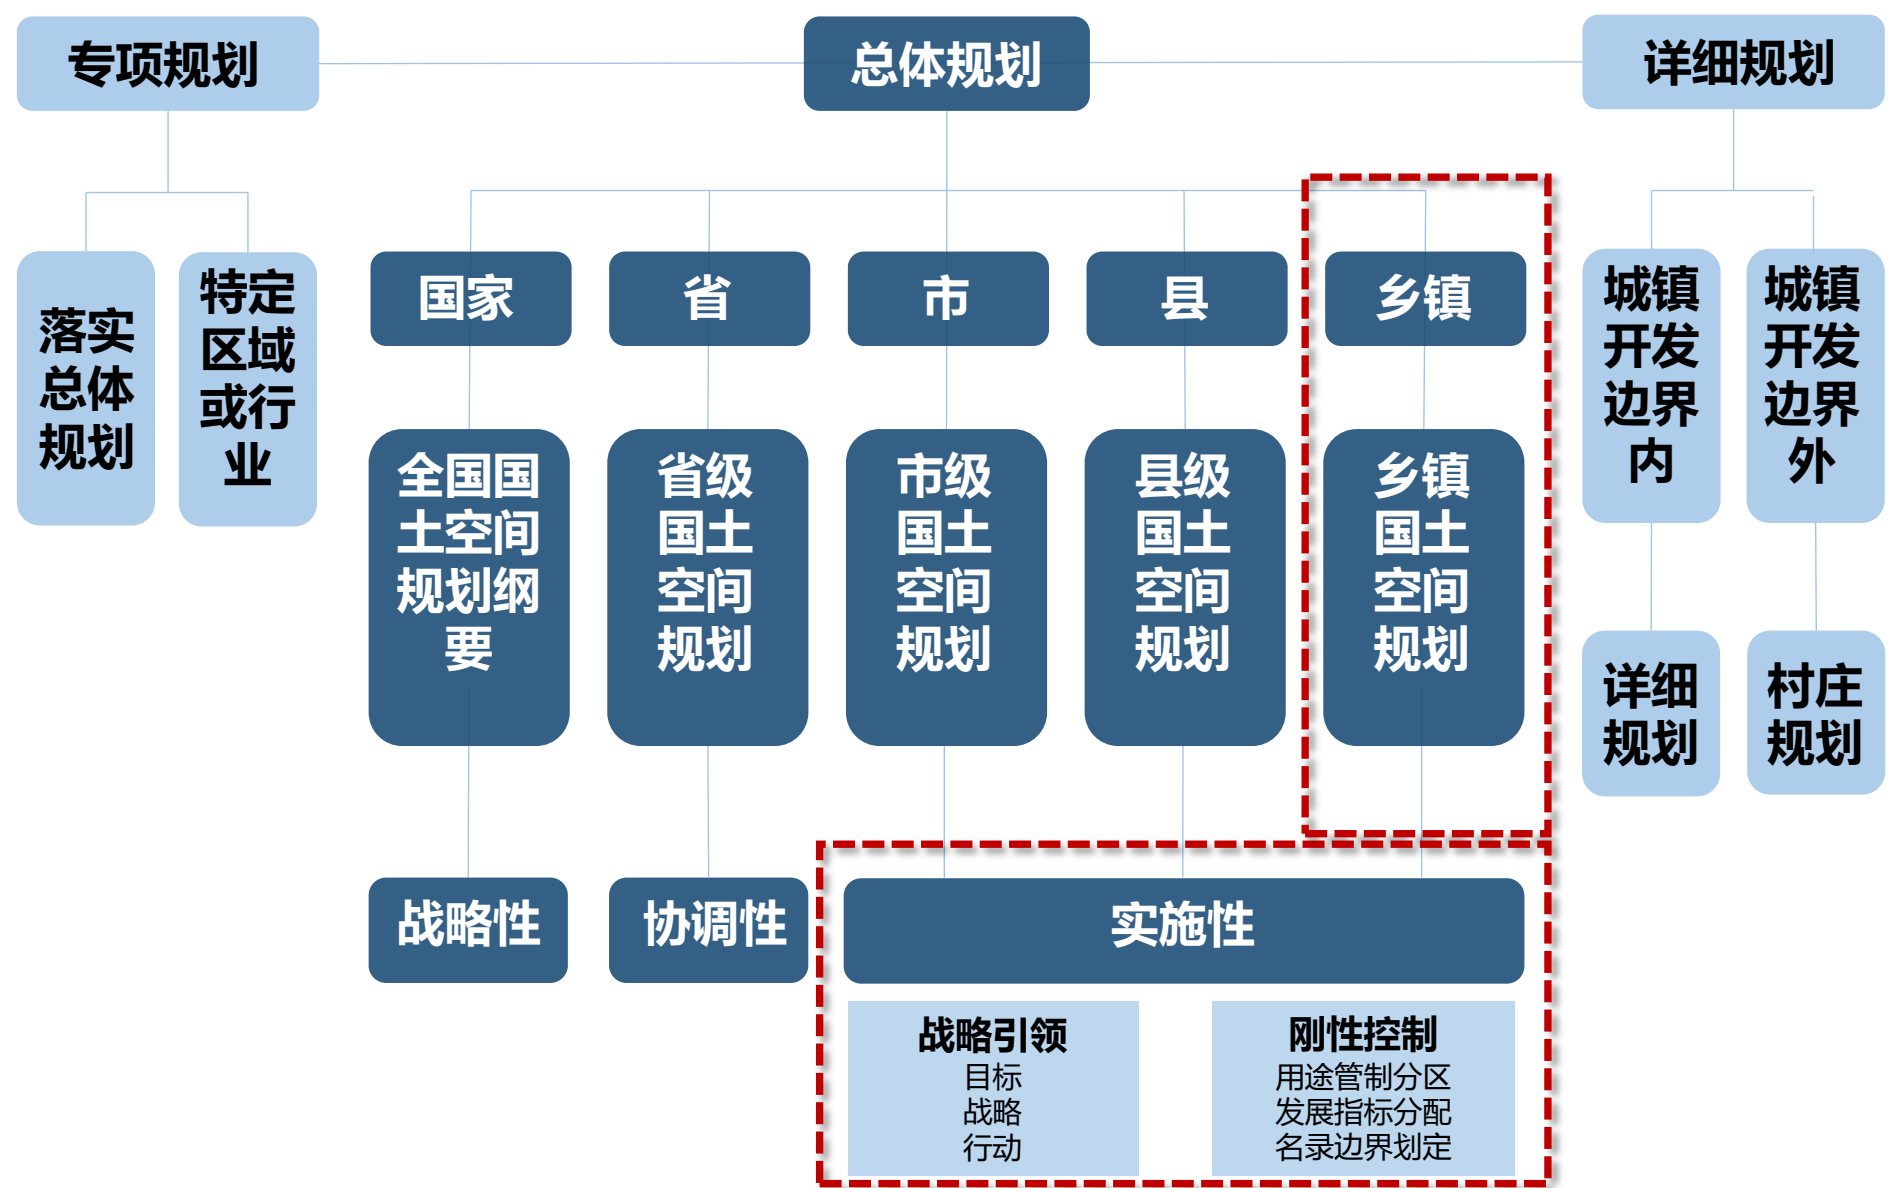 专项规划
总体规划
详细规划
落实
总体
规划
特定
区域
或行
业
国家
省
市
县
乡镇
全国国
土空间
规划纲
要
省级
国土
空间
规划
市级
国土
空间
规划
县级
国土
空间
规划
乡镇
国土
空间
规划
城镇
开发
边界
内
城镇
开发
边界
外
详细
规划
村庄
规划
战略性
协调性
实施性
战略引领
目标
战略
行动
刚性控制
用途管制分区
发展指标分配
名录边界划定